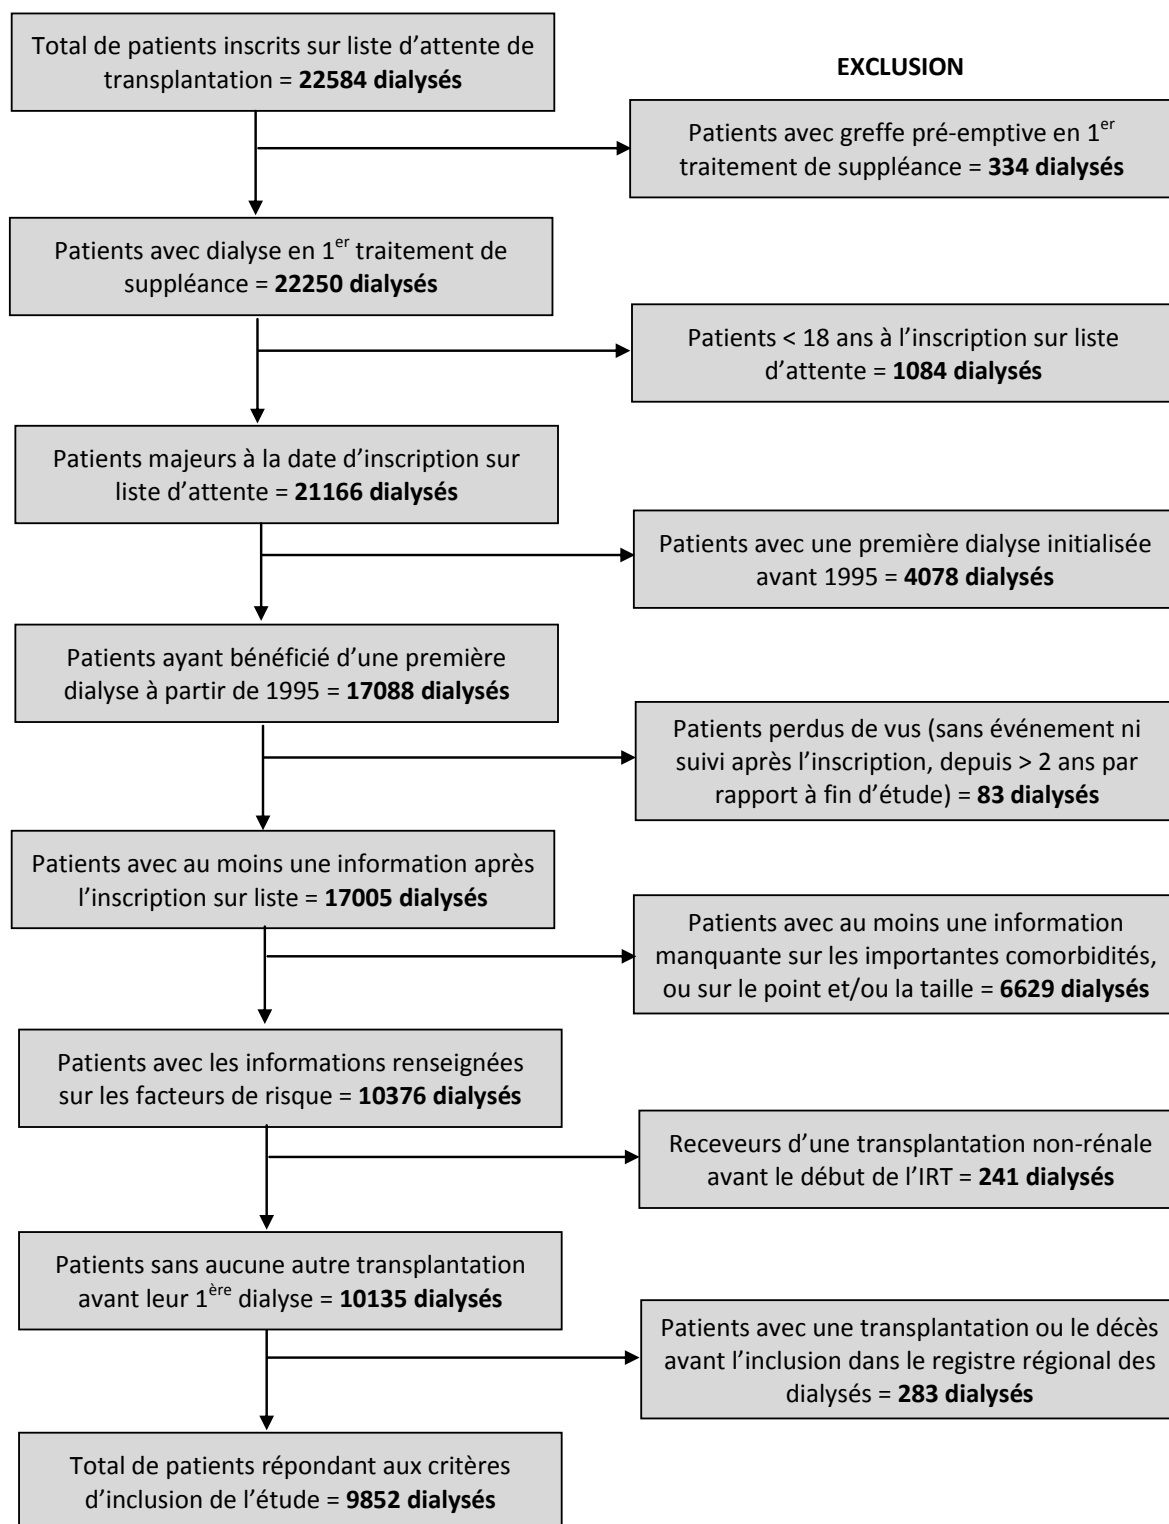 Total de patients inscrits sur liste d’attente de
transplantation = 22584 dialysés
EXCLUSION
Patients avec greffe pré-emptive en 1er
traitement de suppléance = 334 dialysés
Patients avec dialyse en 1er traitement de
suppléance = 22250 dialysés
Patients < 18 ans à l’inscription sur liste
d’attente = 1084 dialysés
Patients majeurs à la date d’inscription sur
liste d’attente = 21166 dialysés
Patients avec une première dialyse initialisée
avant 1995 = 4078 dialysés
Patients ayant bénéficié d’une première
dialyse à partir de 1995 = 17088 dialysés
Patients perdus de vus (sans événement ni
suivi après l’inscription, depuis > 2 ans par
rapport à fin d’étude) = 83 dialysés
Patients avec au moins une information après
l’inscription sur liste = 17005 dialysés
Patients avec au moins une information
manquante sur les importantes comorbidités,
ou sur le point et/ou la taille = 6629 dialysés
Patients avec les informations renseignées
sur les facteurs de risque = 10376 dialysés
Receveurs d’une transplantation non-rénale
avant le début de l’IRT = 241 dialysés
Patients sans aucune autre transplantation
avant leur 1ère dialyse = 10135 dialysés
Patients avec une transplantation ou le décès
avant l’inclusion dans le registre régional des
dialysés = 283 dialysés
Total de patients répondant aux critères
d’inclusion de l’étude = 9852 dialysés